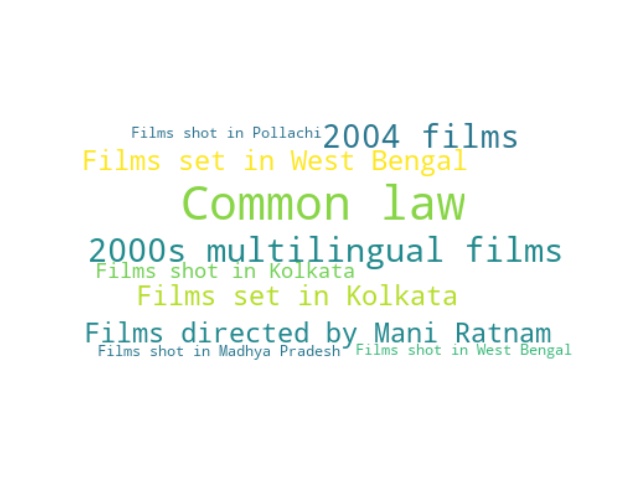 Films shot in Pollachi
2004 films
Films set in West Bengal
Common law
2000s multilingual films
Films shot in Kolkata
Films set in Kolkata
Films directed by Mani Ratnam
Films shot in Madhya Pradesh
Films shot in West Bengal